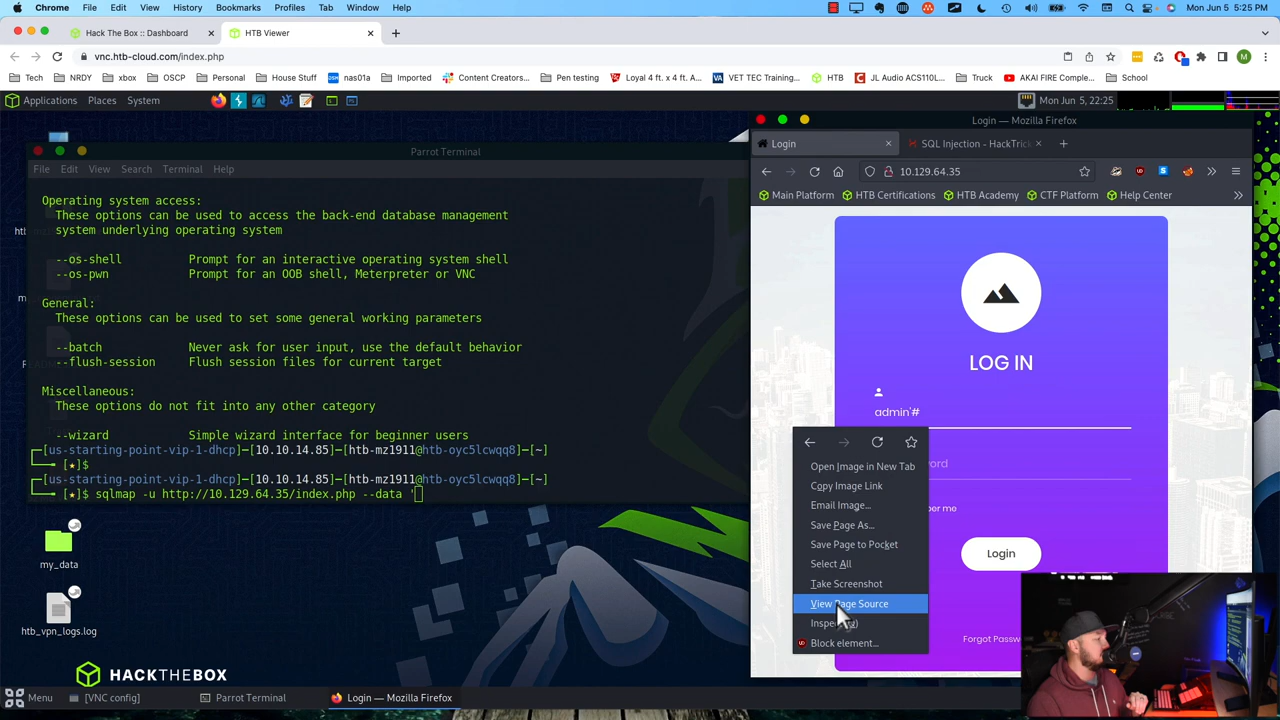 Chrome File Edit View History Bookmarks Profiles Tab Window Help Mon Jun 5 5:25 PM
Hack The Box :: Dashboard HTB Viewer
vnc.htb-cloud.com/index.php
Tech NRDY xbox OSCP Personal House Stuff nas01a Imported Content Creators... Pen testing Loyal 4 ft. x 4 ft. A... VET TEC Training... HTB JL Audio ACS110L... Truck AKAI FIRE Comple... School
Applications Places System Mon Jun 5, 22:25
Parrot Terminal
File Edit View Search Terminal Help
Operating system access:
These options can be used to access the back-end database management
system underlying operating system
--os-shell Prompt for an interactive operating system shell
--os-pwn Prompt for an OOB shell, Meterpreter or VNC
General:
These options can be used to set some general working parameters
--batch Never ask for user input, use the default behavior
--flush-session Flush session files for current target
Miscellaneous:
These options do not fit into any other category
--wizard Simple wizard interface for beginner users
┌─[us-starting-point-vip-1-dhcp]─[10.10.14.85]─[htb-mz1911@htb-oyc5lcwqq8]─[~]
└──╼ [★]$
┌─[us-starting-point-vip-1-dhcp]─[10.10.14.85]─[htb-mz1911@htb-oyc5lcwqq8]─[~]
└──╼ [★]$ sqlmap -u http://10.129.64.35/index.php --data '
my_data
htb_vpn_logs.log
HACKTHEBOX
Login — Mozilla Firefox
Login SQL Injection - HackTric
10.129.64.35
Main Platform HTB Certifications HTB Academy CTF Platform Help Center
LOG IN
admin'#
Open Image in New Tab
Copy Image Link
Email Image...
Save Page As...
Save Page to Pocket
Select All
Take Screenshot
View Page Source
Block element...
ord
ber me
Login
Forgot Passw
Menu [VNC config] Parrot Terminal Login — Mozilla Firefox